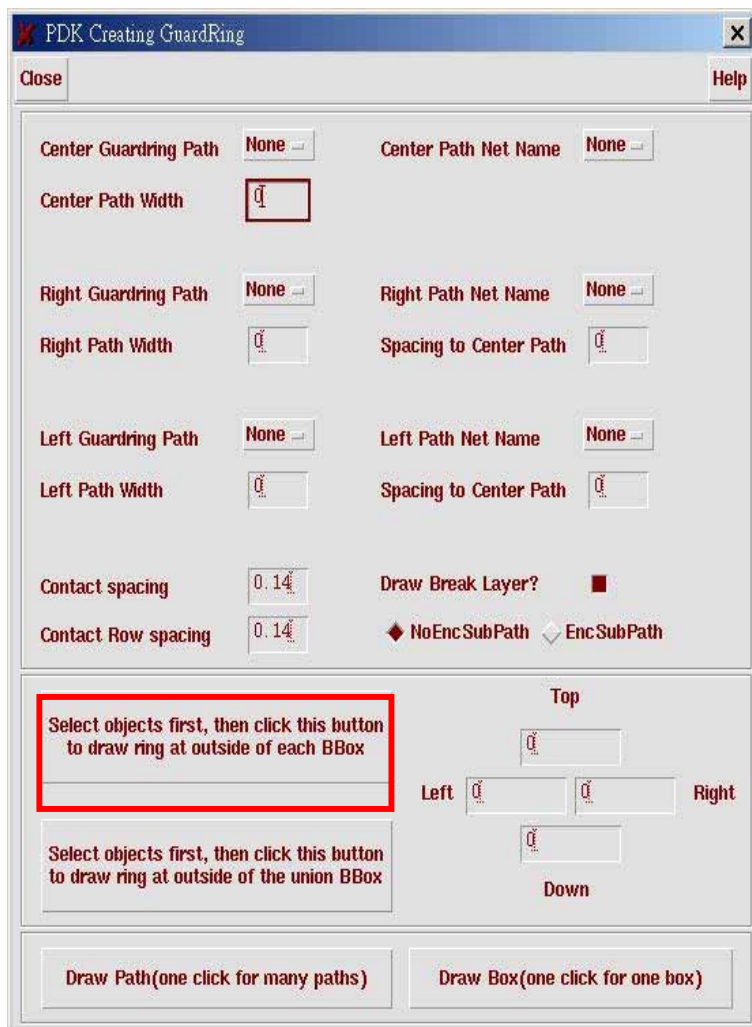 PDK Creating GuardRing
Close
Help
Center Guardring Path None Center Path Net Name None
Center Path Width 0
Right Guardring Path None Right Path Net Name None
Right Path Width 0 Spacing to Center Path 0
Left Guardring Path None Left Path Net Name None
Left Path Width 0 Spacing to Center Path 0
Contact spacing 0.14 Draw Break Layer?
Contact Row spacing 0.14 NoEncSubPath EncSubPath
Select objects first, then click this button
to draw ring at outside of each BBox
Top
0
Left 0 0 Right
0
Down
Select objects first, then click this button
to draw ring at outside of the union BBox
Draw Path(one click for many paths)
Draw Box(one click for one box)